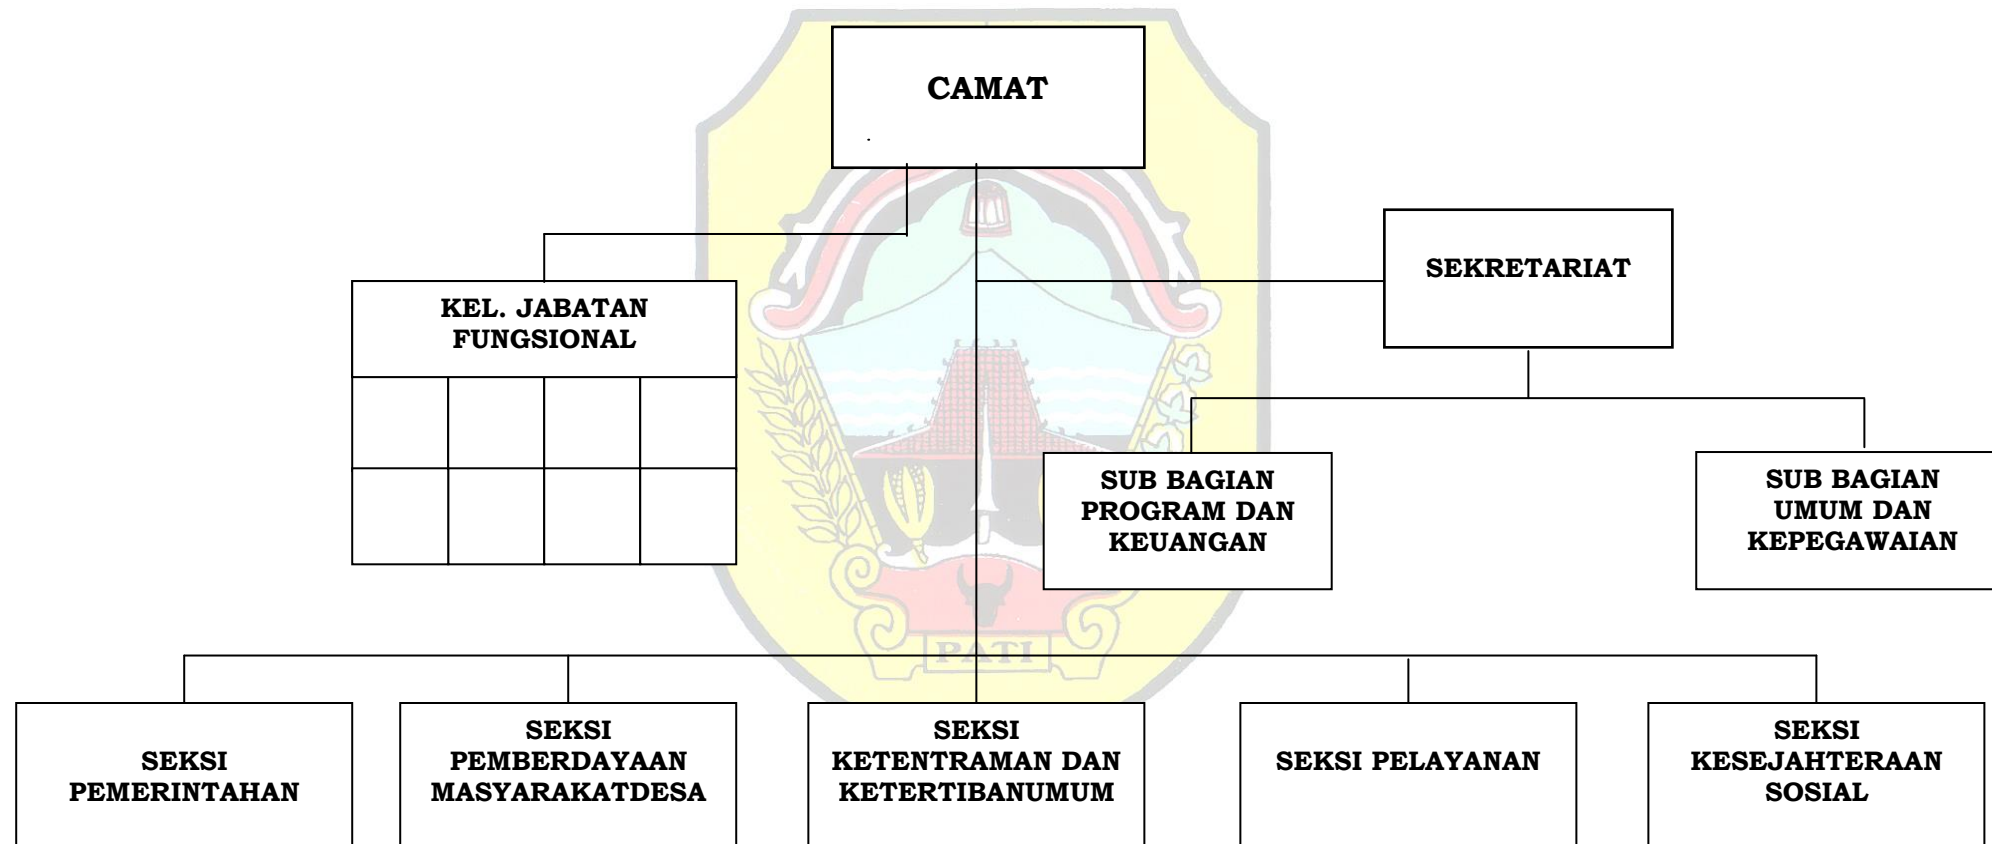 CAMAT
.
SEKRETARIAT
KEL. JABATAN
FUNGSIONAL
SUB BAGIAN
PROGRAM DAN
KEUANGAN
SUB BAGIAN
UMUM DAN
KEPEGAWAIAN
PATI
SEKSI
PEMERINTAHAN
SEKSI
PEMBERDAYAAN
MASYARAKATDESA
SEKSI
KETENTRAMAN DAN
KETERTIBANUMUM
SEKSI PELAYANAN
SEKSI
KESEJAHTERAAN
SOSIAL